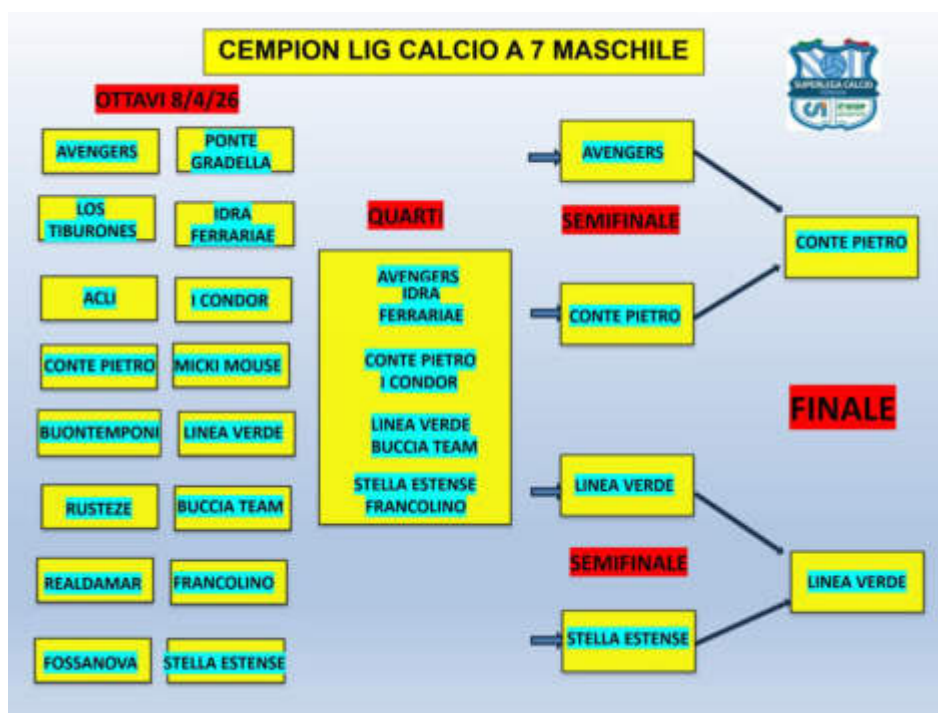 CEMPION LIG CALCIO A 7 MASCHILE
SUPERLEGA CALCIO
OTTAVI 8/4/26
AVENGERS
PONTE
GRADELLA
LOS
TIBURONES
IDRA
FERRARIAE
ACLI
I CONDOR
CONTE PIETRO
MICKI MOUSE
BUONTEMPONI
LINEA VERDE
RUSTEZE
BUCCIA TEAM
REALDAMAR
FRANCOLINO
FOSSANOVA
STELLA ESTENSE
QUARTI
AVENGERS
IDRA
FERRARIAE
CONTE PIETRO
I CONDOR
LINEA VERDE
BUCCIA TEAM
STELLA ESTENSE
FRANCOLINO
AVENGERS
SEMIFINALE
CONTE PIETRO
LINEA VERDE
SEMIFINALE
STELLA ESTENSE
CONTE PIETRO
FINALE
LINEA VERDE